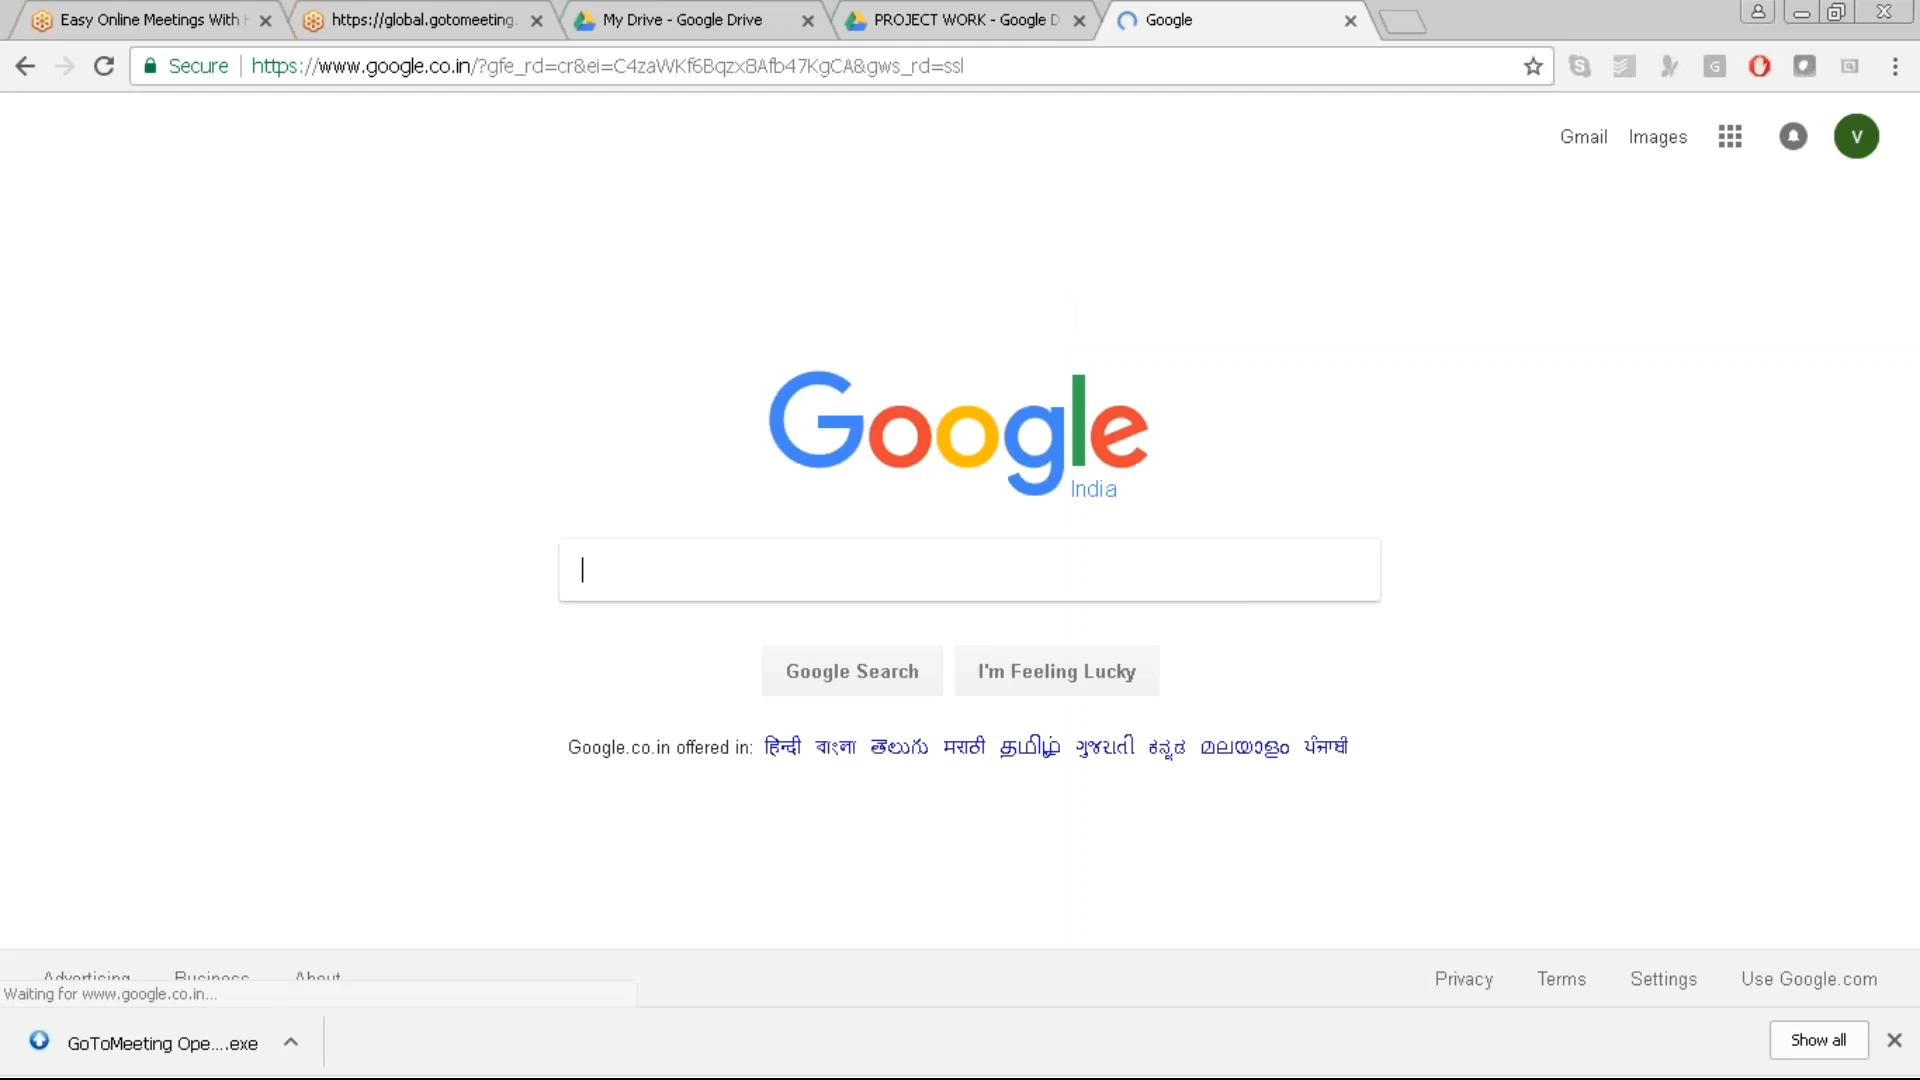 Easy Online Meetings With
https://global.gotomeeting.
My Drive - Google Drive
PROJECT WORK - Google D
Google
Secure https://www.google.co.in/?gfe_rd=cr&ei=C4zaWKf6Bqzx8Afb47KgCA&gws_rd=ssl
Gmail Images V
Google
India
Google Search I'm Feeling Lucky
Google.co.in offered in: हिन्दी বাংলা తెలుగు मराठी தமிழ் ગુજરાતી ಕನ್ನಡ മലയാളം ਪੰਜਾਬੀ
Advertising Business About
Privacy Terms Settings Use Google.com
Waiting for www.google.co.in...
GoToMeeting Ope....exe
Show all